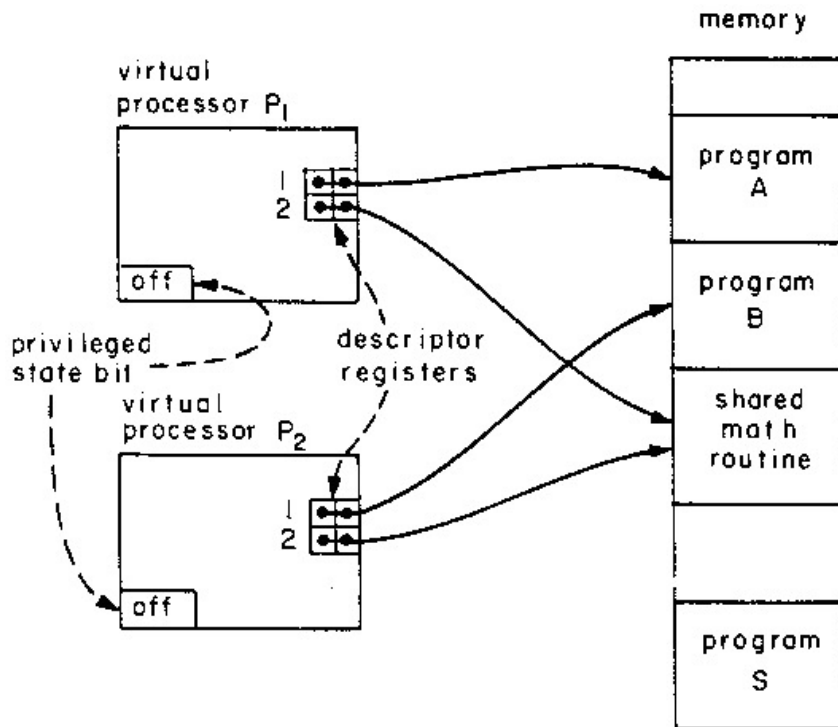 memory
virtual
processor P1
1
2
off
program
A
program
B
privileged
state bit
descriptor
registers
virtual
processor P2
1
2
off
shared
math
routine
program
S